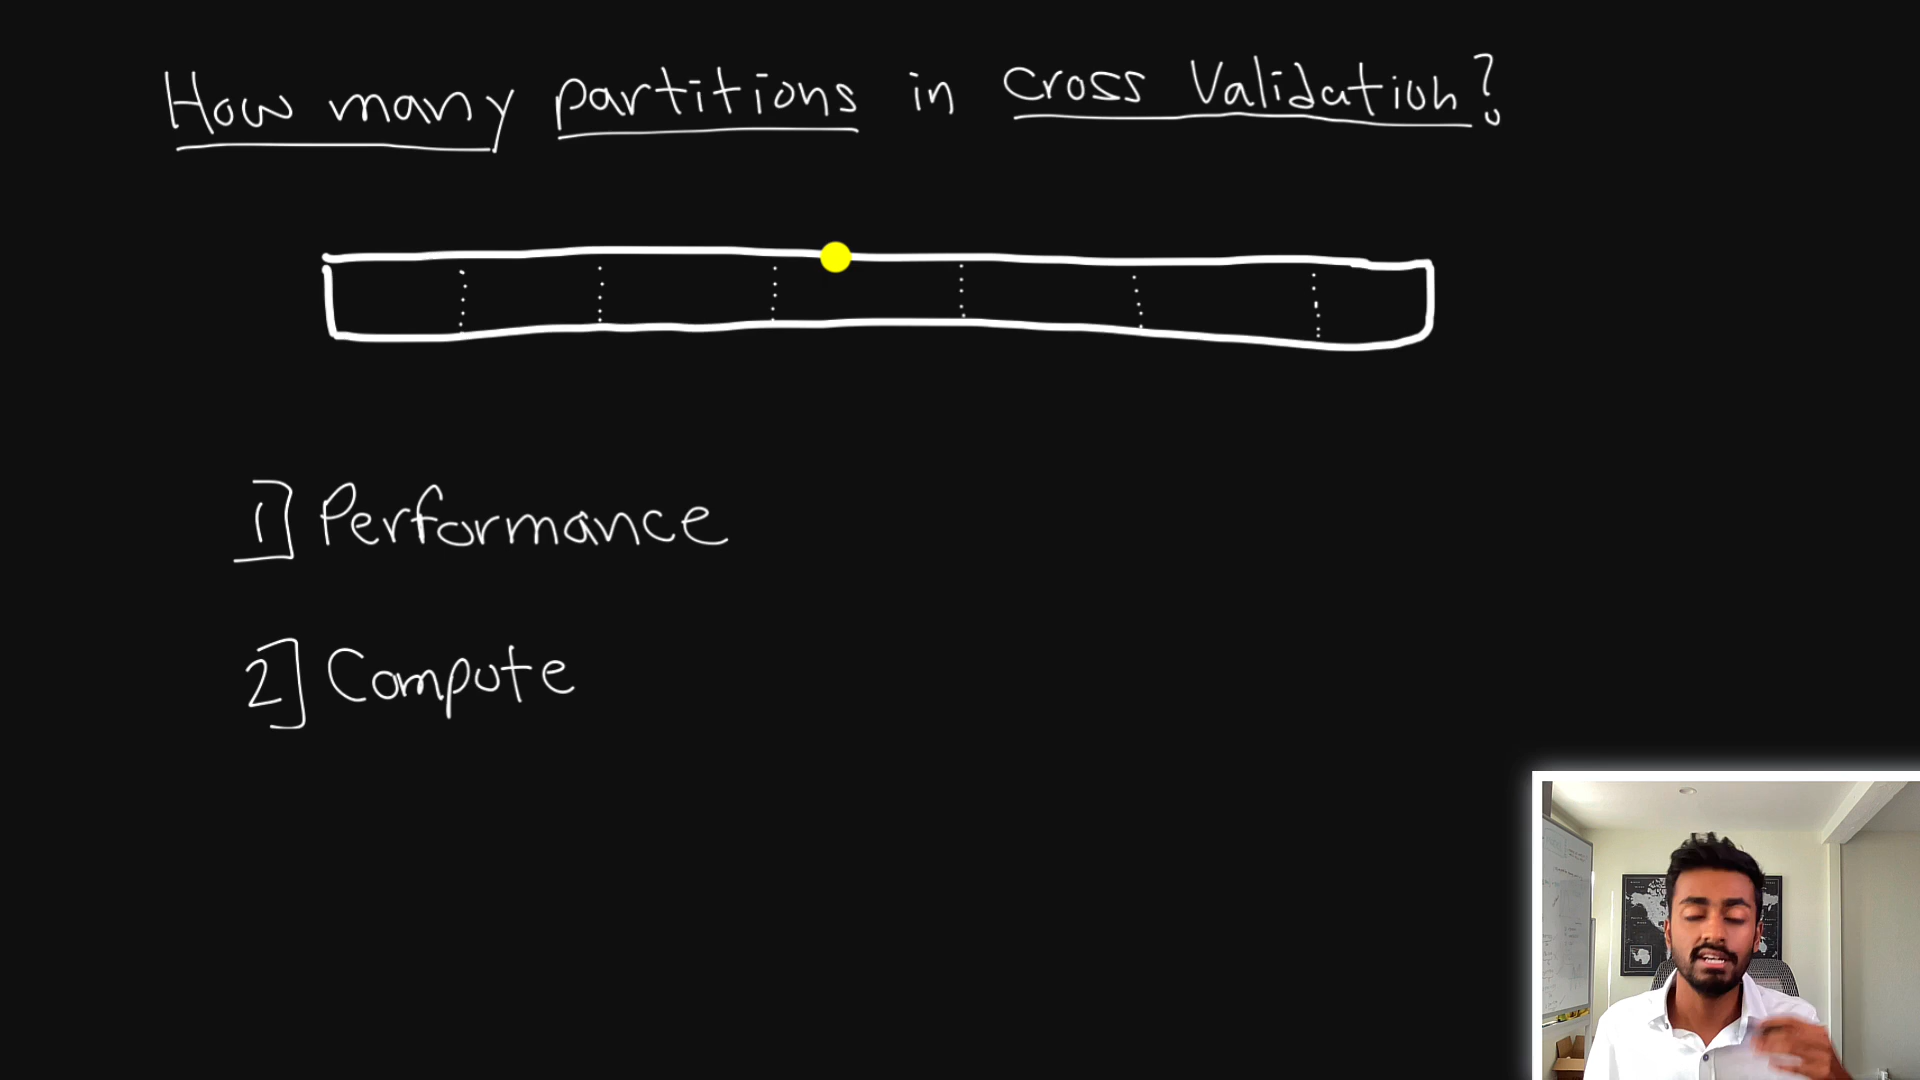 How many partitions in cross Validation?
1] Performance
2] Compute